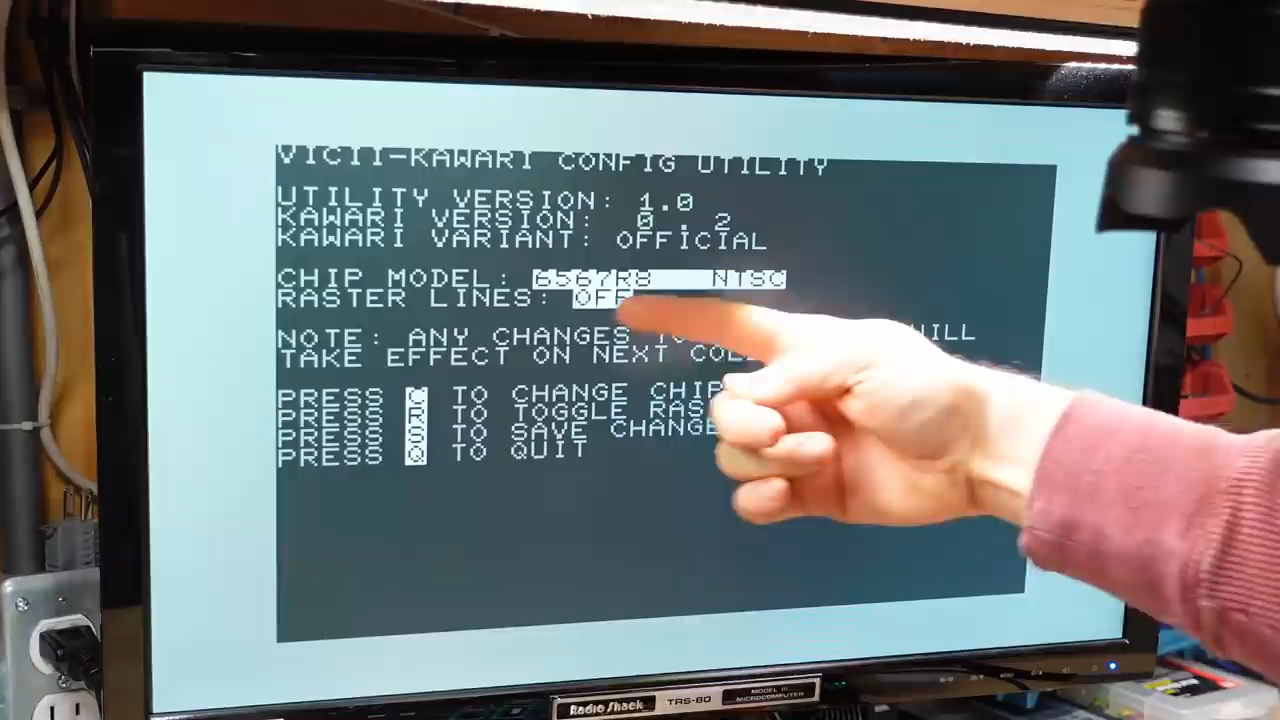 VICII-KAWARI CONFIG UTILITY
UTILITY VERSION: 1.0
KAWARI VERSION: 0. 2
KAWARI VARIANT: OFFICIAL
CHIP MODEL: 6567R8 NTSC
RASTER LINES: OFF
NOTE: ANY CHANGES WILL
TAKE EFFECT ON NEXT
PRESS C TO CHANGE CHIP
PRESS R TO TOGGLE
PRESS S TO SAVE
PRESS Q TO QUIT
Radio Shack TRS-80 MODEL III
MICROCOMPUTER